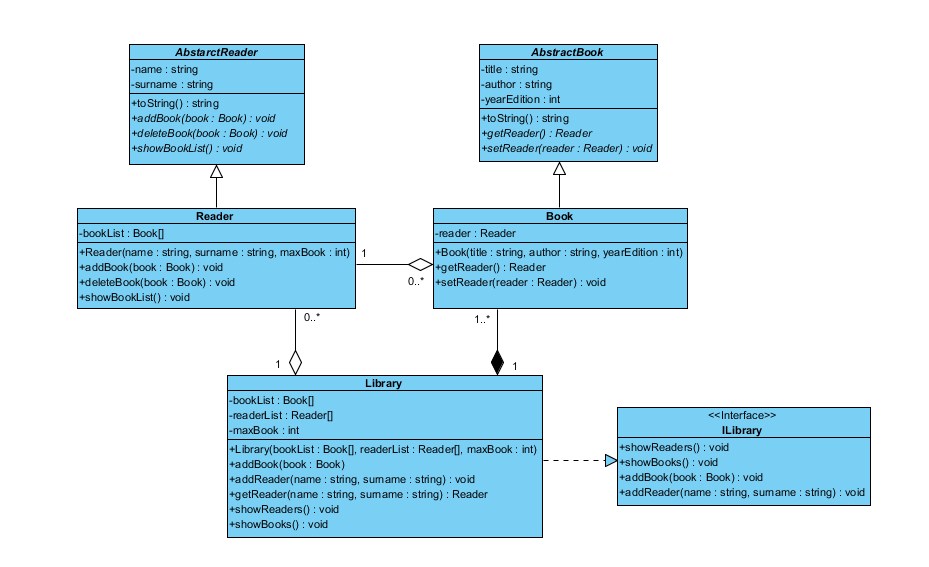 AbstarctReader
-name : string
-surname : string
+toString() : string
+addBook(book : Book) : void
+deleteBook(book : Book) : void
+showBookList() : void
AbstractBook
-title : string
-author : string
-yearEdition : int
+toString() : string
+getReader() : Reader
+setReader(reader : Reader) : void
Reader
-bookList : Book[]
+Reader(name : string, surname : string, maxBook : int)
+addBook(book : Book) : void
+deleteBook(book : Book) : void
+showBookList() : void
1
0..*
Book
-reader : Reader
+Book(title : string, author : string, yearEdition : int)
+getReader() : Reader
+setReader(reader : Reader) : void
0..*
1
1..*
1
Library
-bookList : Book[]
-readerList : Reader[]
-maxBook : int
+Library(bookList : Book[], readerList : Reader[], maxBook : int)
+addBook(book : Book)
+addReader(name : string, surname : string) : void
+getReader(name : string, surname : string) : Reader
+showReaders() : void
+showBooks() : void
<<Interface>>
ILibrary
+showReaders() : void
+showBooks() : void
+addBook(book : Book) : void
+addReader(name : string, surname : string) : void